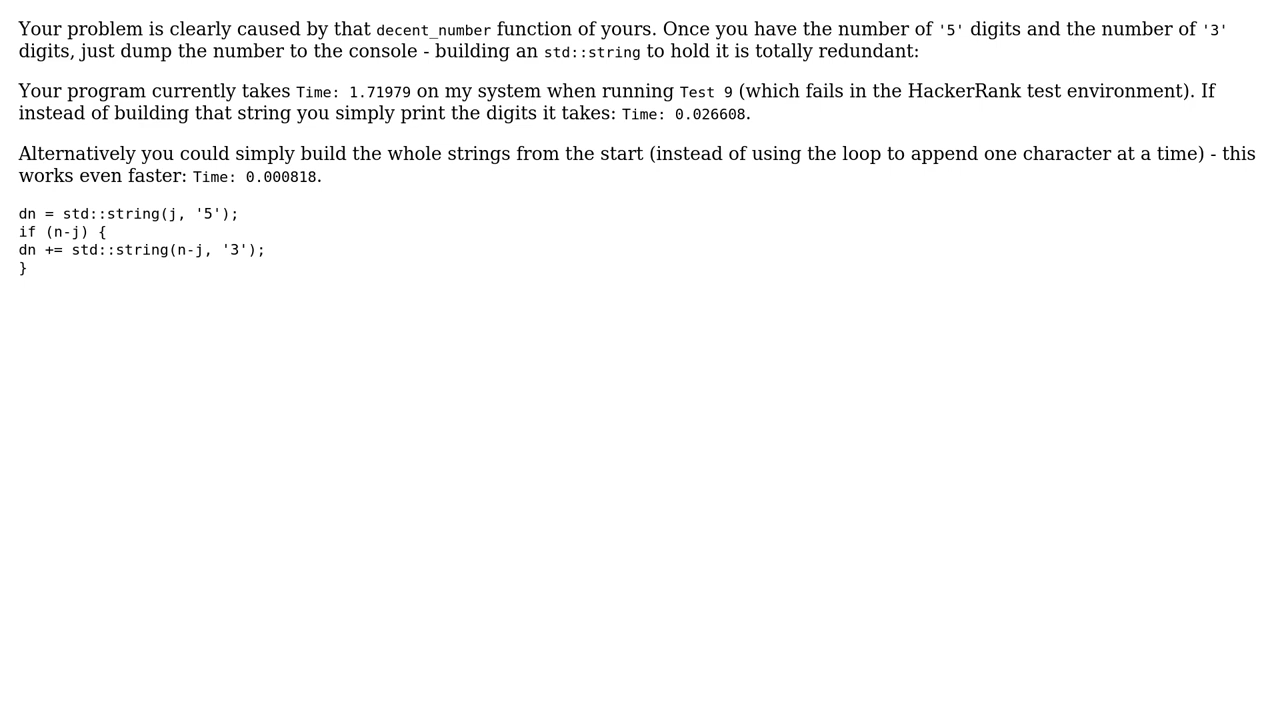 Your problem is clearly caused by that decent_number function of yours. Once you have the number of '5' digits and the number of '3'
digits, just dump the number to the console - building an std::string to hold it is totally redundant:
Your program currently takes Time: 1.71979 on my system when running Test 9 (which fails in the HackerRank test environment). If
instead of building that string you simply print the digits it takes: Time: 0.026608.
Alternatively you could simply build the whole strings from the start (instead of using the loop to append one character at a time) - this
works even faster: Time: 0.000818.
dn = std::string(j, '5');
if (n-j) {
dn += std::string(n-j, '3');
}